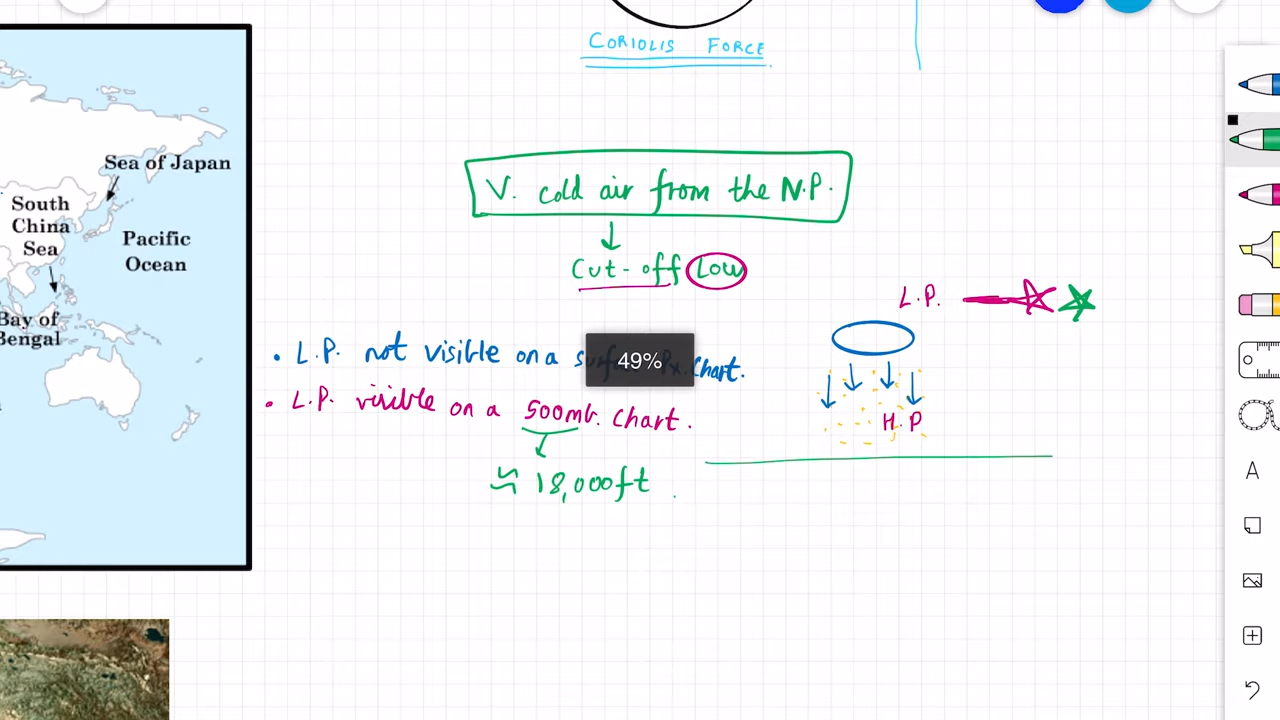 CORIOLIS FORCE
Sea of Japan
South
China
Sea
Pacific
Ocean
Bay of
Bengal
V. cold air from the N.P.
Cut-off Low
L.P.
• L.P. not visible on a Px. Chart.
49%
• L.P. visible on a 500mb. Chart.
H.P
≈ 18,000ft.
A